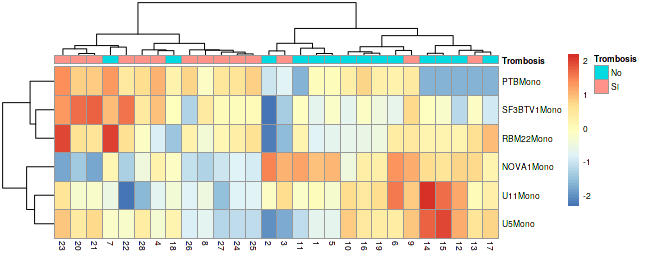 Trombosis
Trombosis
No
SI
PTBMono
SF3BTV1Mono
RBM22Mono
NOVA1Mono
U11Mono
U5Mono
2
1
0
-1
-2
23 20 21 7 22 28 4 18 26 8 27 24 25 2 3 11 1 5 10 16 19 6 9 14 15 12 13 17